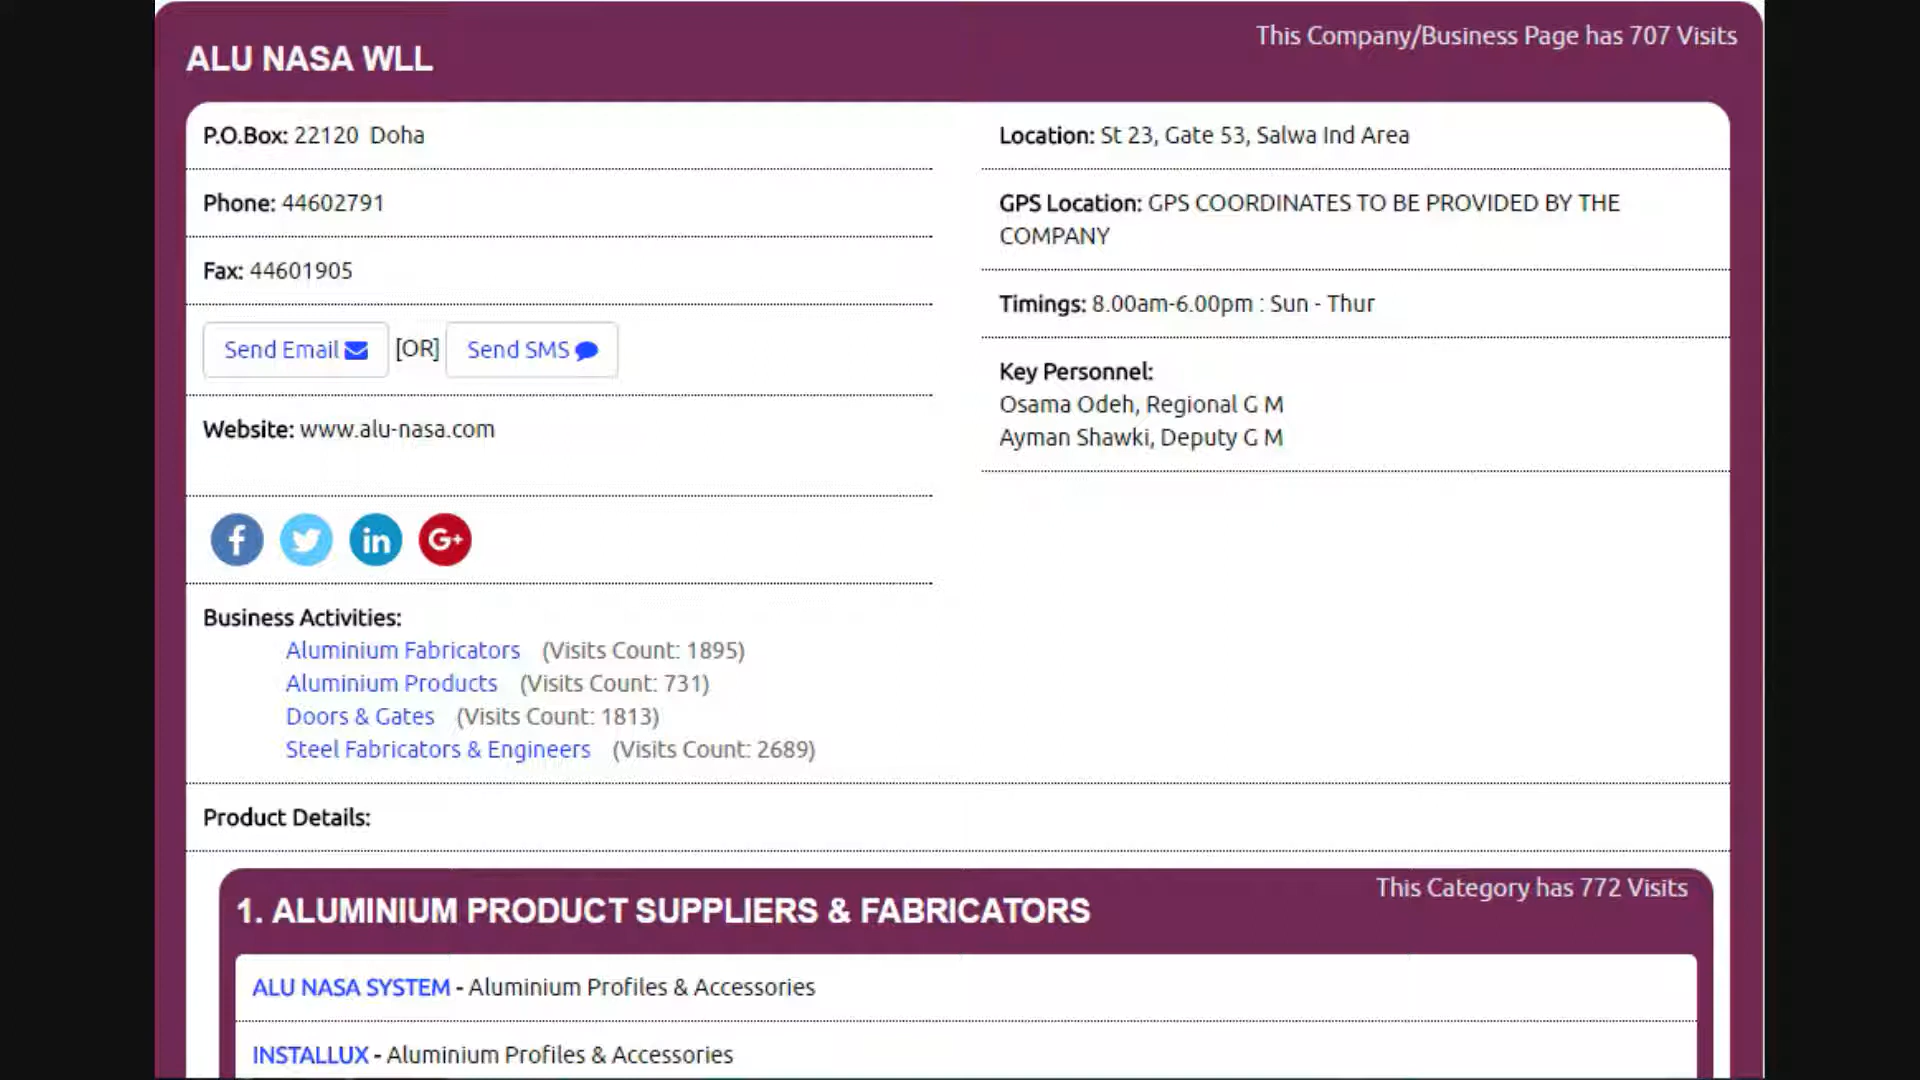 This Company/Business Page has 707 Visits
ALU NASA WLL
P.O.Box: 22120 Doha
Phone: 44602791
Fax: 44601905
Send Email [OR] Send SMS
Website: www.alu-nasa.com
f in G+
Location: St 23, Gate 53, Salwa Ind Area
GPS Location: GPS COORDINATES TO BE PROVIDED BY THE
COMPANY
Timings: 8.00am-6.00pm : Sun - Thur
Key Personnel:
Osama Odeh, Regional G M
Ayman Shawki, Deputy G M
Business Activities:
Aluminium Fabricators (Visits Count: 1895)
Aluminium Products (Visits Count: 731)
Doors & Gates (Visits Count: 1813)
Steel Fabricators & Engineers (Visits Count: 2689)
Product Details:
This Category has 772 Visits
1. ALUMINIUM PRODUCT SUPPLIERS & FABRICATORS
ALU NASA SYSTEM - Aluminium Profiles & Accessories
INSTALLUX - Aluminium Profiles & Accessories